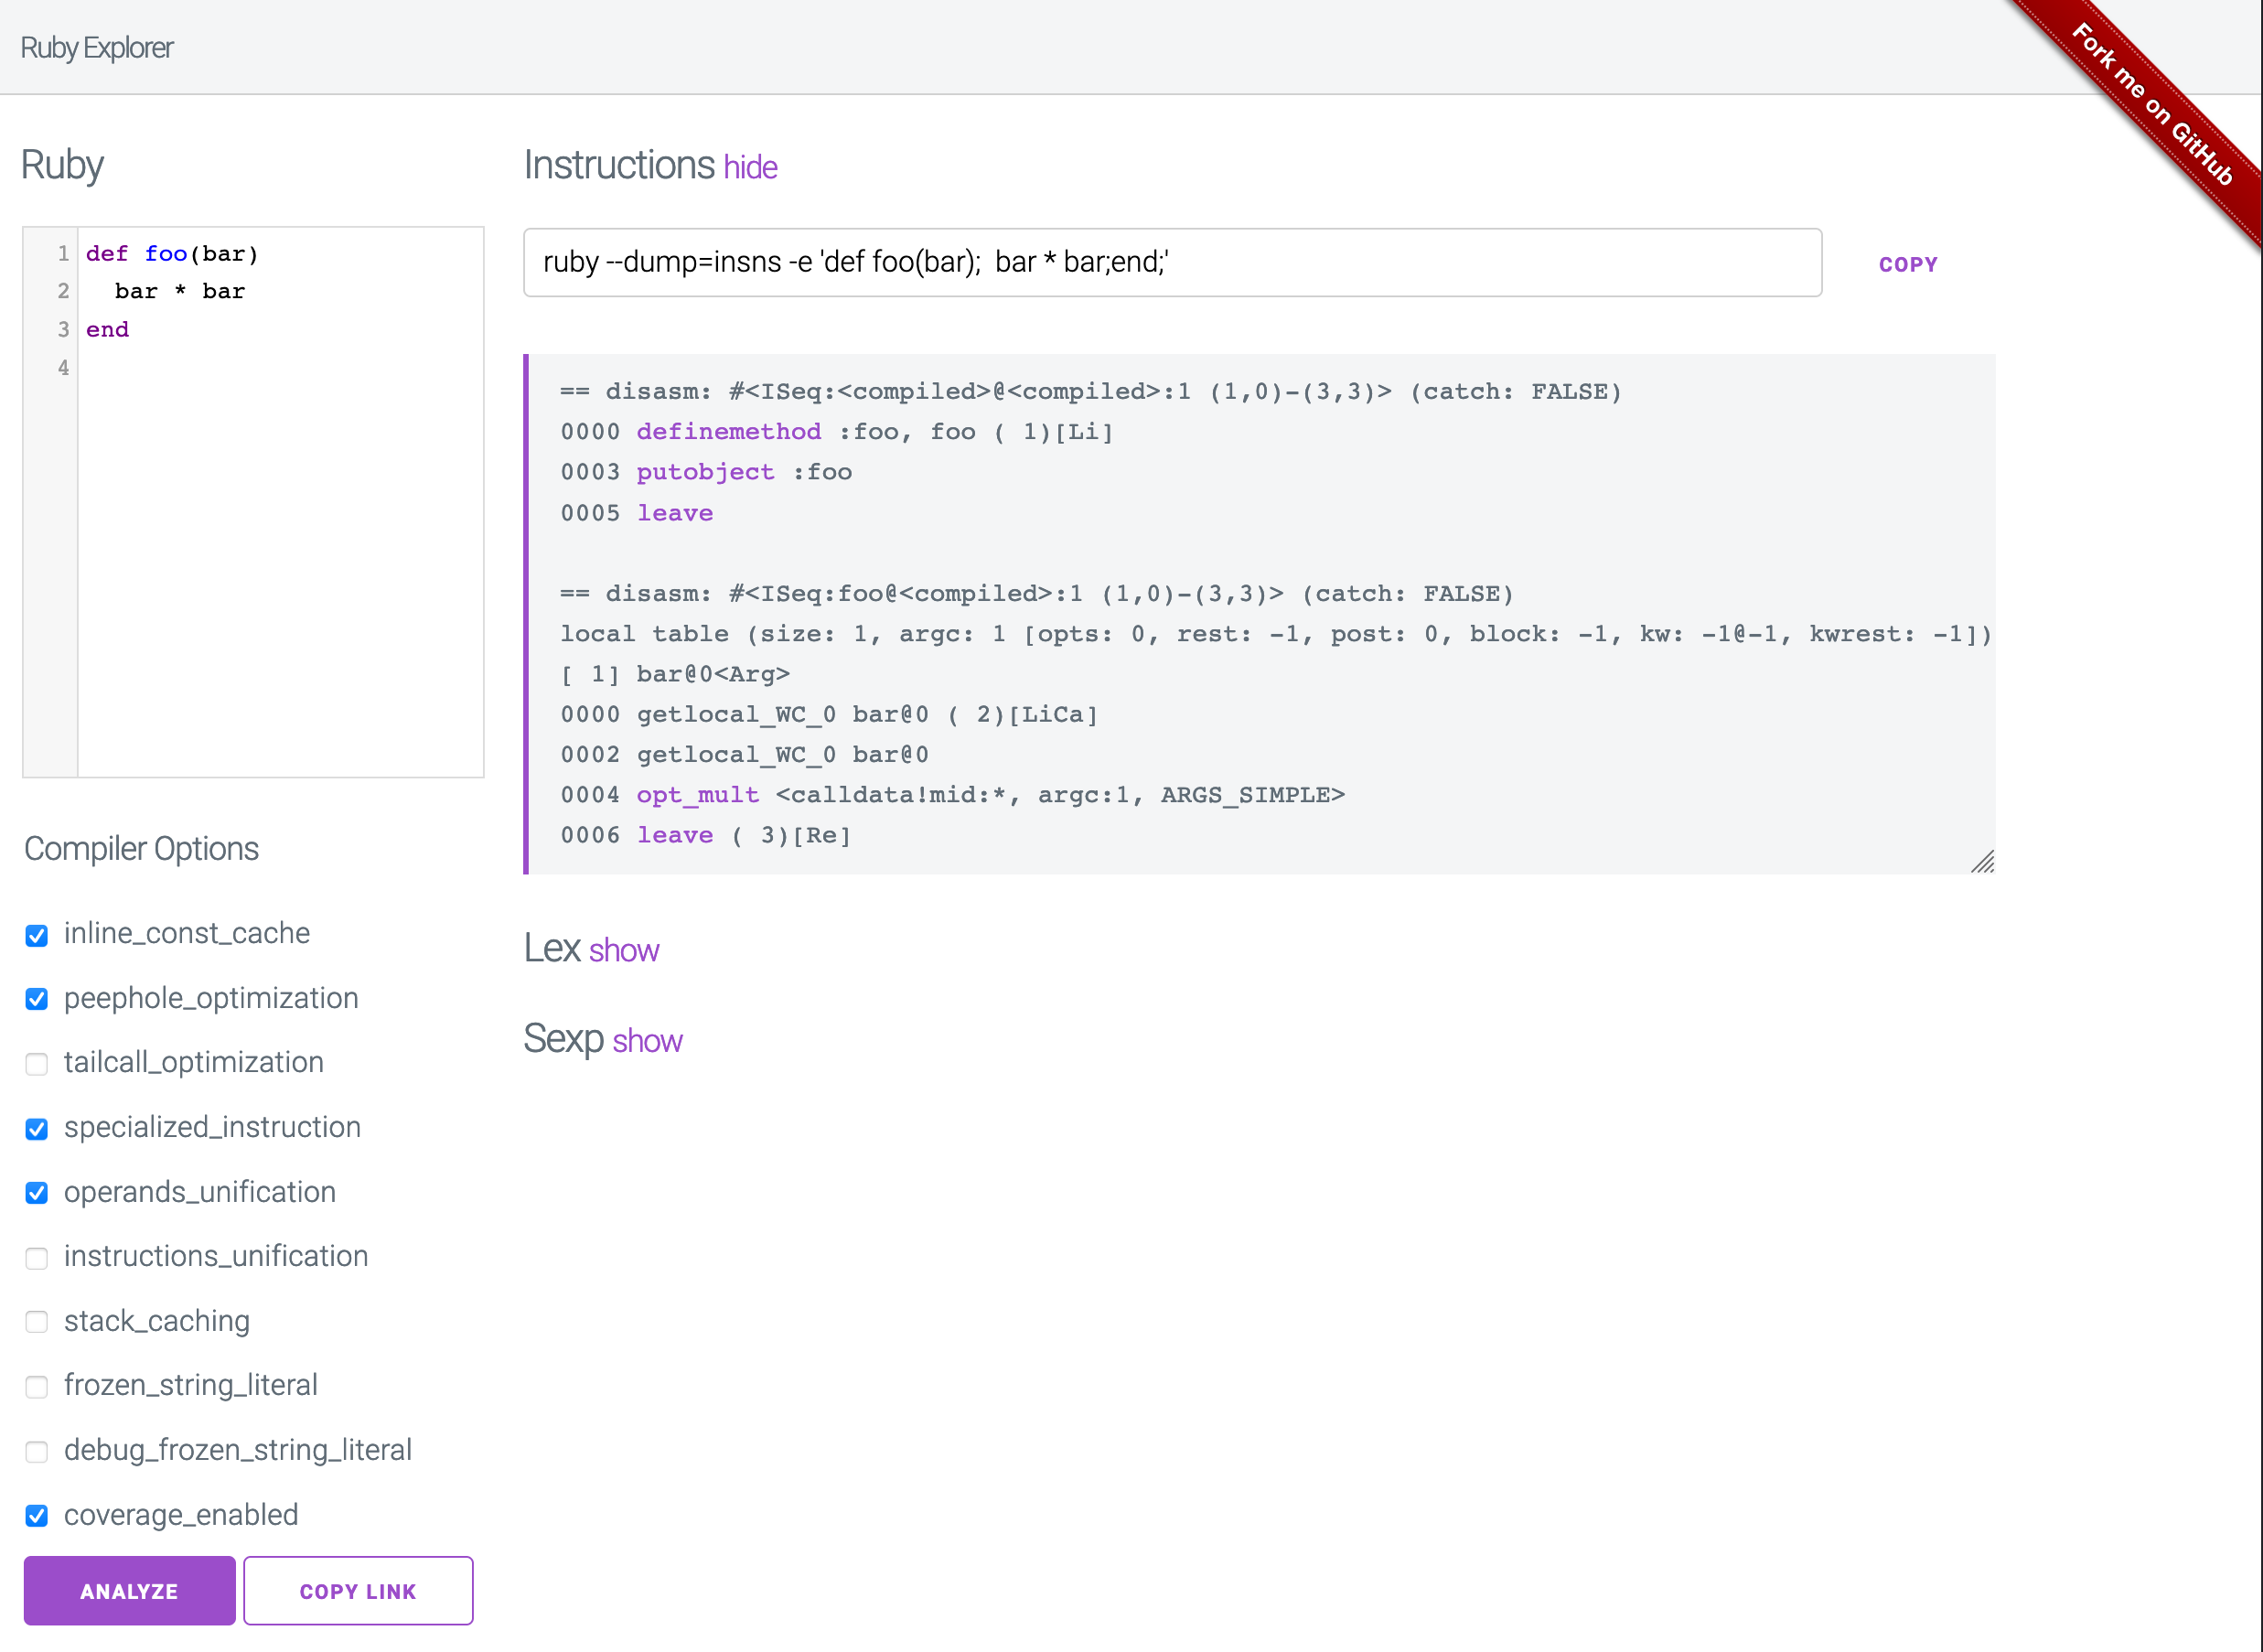 Ruby Explorer
Fork me on GitHub
Ruby
1 def foo(bar)
2   bar * bar
3 end
4
Compiler Options
inline_const_cache
peephole_optimization
tailcall_optimization
specialized_instruction
operands_unification
instructions_unification
stack_caching
frozen_string_literal
debug_frozen_string_literal
coverage_enabled
ANALYZE COPY LINK
Instructions hide
ruby --dump=insns -e 'def foo(bar);  bar * bar;end;'
COPY
== disasm: #<ISeq:<compiled>@<compiled>:1 (1,0)-(3,3)> (catch: FALSE)
0000 definemethod :foo, foo ( 1)[Li]
0003 putobject :foo
0005 leave
== disasm: #<ISeq:foo@<compiled>:1 (1,0)-(3,3)> (catch: FALSE)
local table (size: 1, argc: 1 [opts: 0, rest: -1, post: 0, block: -1, kw: -1@-1, kwrest: -1])
[ 1] bar@0<Arg>
0000 getlocal_WC_0 bar@0 ( 2)[LiCa]
0002 getlocal_WC_0 bar@0
0004 opt_mult <calldata!mid:*, argc:1, ARGS_SIMPLE>
0006 leave ( 3)[Re]
Lex show
Sexp show